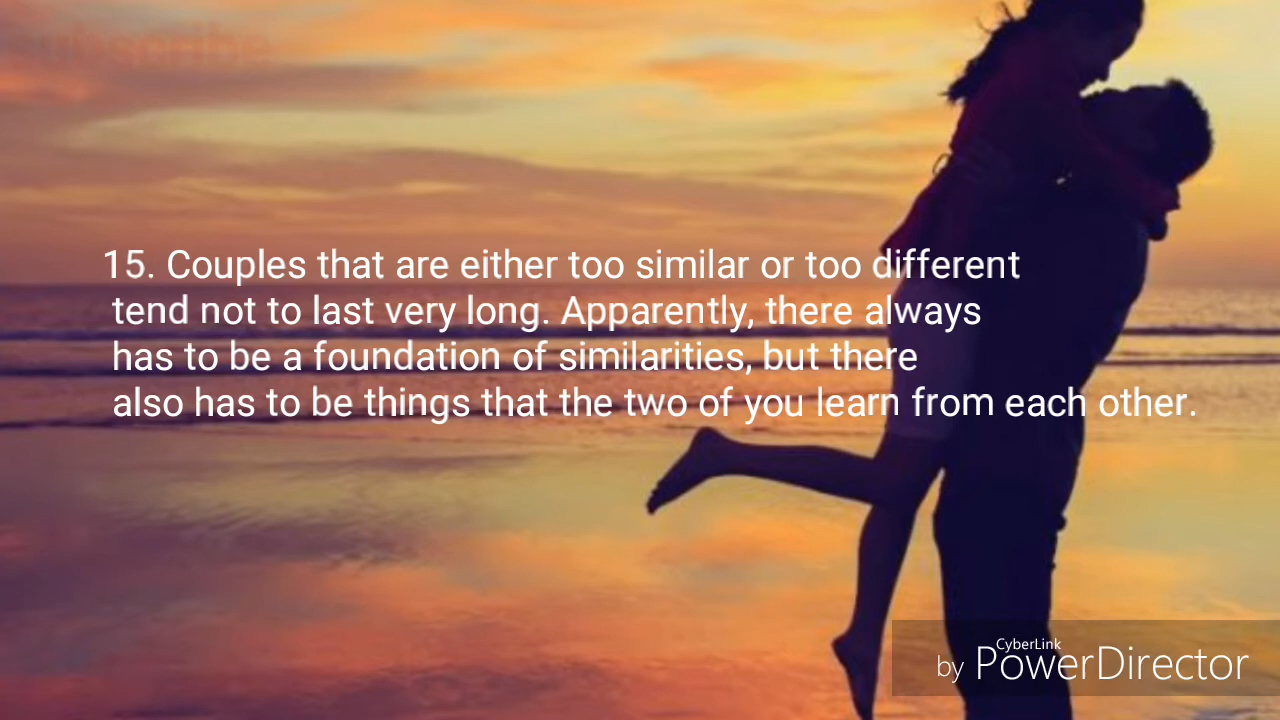 ubscribe
15. Couples that are either too similar or too different
tend not to last very long. Apparently, there always
has to be a foundation of similarities, but there
also has to be things that the two of you learn from each other.
CyberLink
by PowerDirector